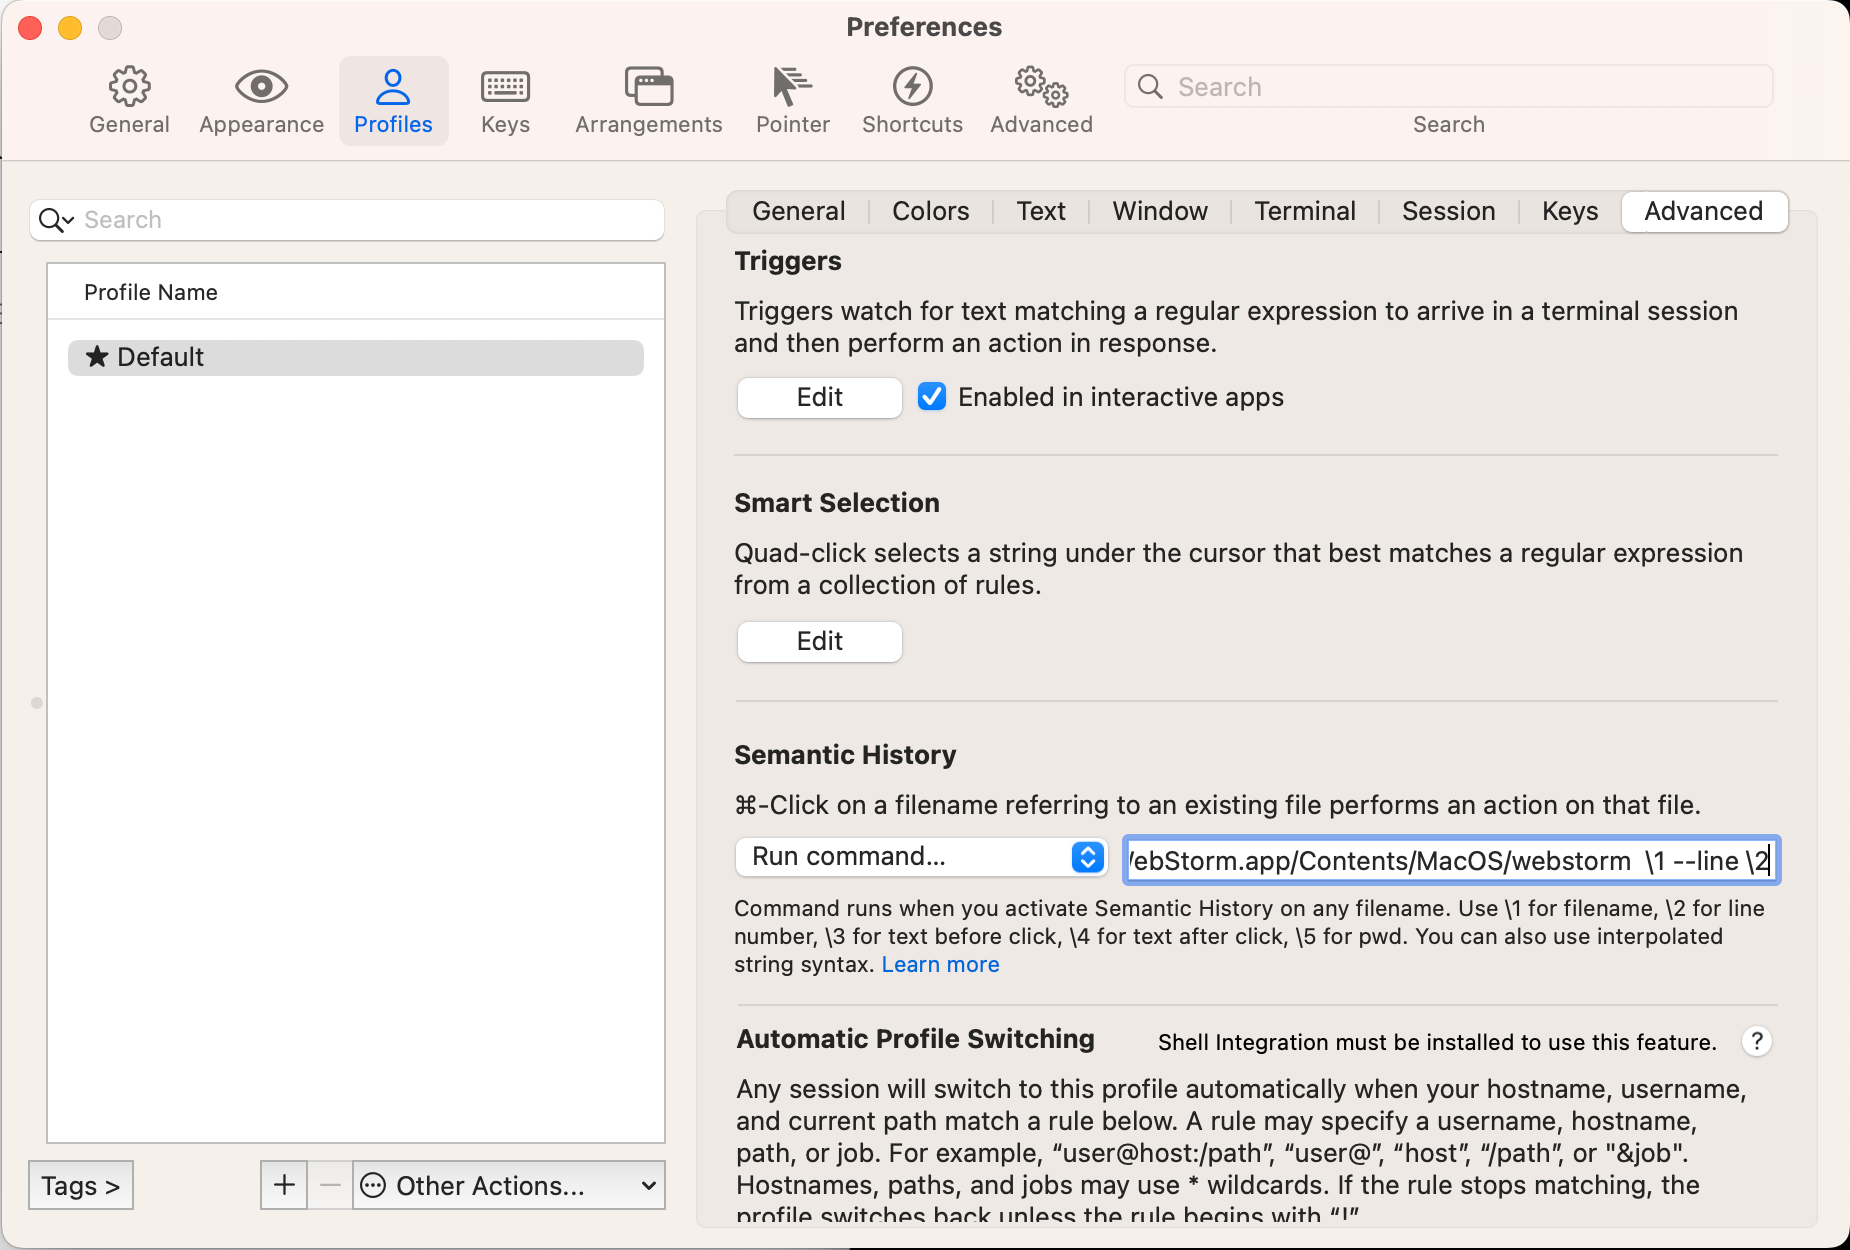 Preferences
General
Appearance
Profiles
Keys
Arrangements
Pointer
Shortcuts
Advanced
Search
Search
Search
Profile Name
★ Default
Tags >
+
−
Other Actions...
General
Colors
Text
Window
Terminal
Session
Keys
Advanced
Triggers
Triggers watch for text matching a regular expression to arrive in a terminal session
and then perform an action in response.
Edit
Enabled in interactive apps
Smart Selection
Quad-click selects a string under the cursor that best matches a regular expression
from a collection of rules.
Edit
Semantic History
⌘-Click on a filename referring to an existing file performs an action on that file.
Run command...
ebStorm.app/Contents/MacOS/webstorm  \1 --line \2
Command runs when you activate Semantic History on any filename. Use \1 for filename, \2 for line
number, \3 for text before click, \4 for text after click, \5 for pwd. You can also use interpolated
string syntax. Learn more
Automatic Profile Switching
Shell Integration must be installed to use this feature.
?
Any session will switch to this profile automatically when your hostname, username,
and current path match a rule below. A rule may specify a username, hostname,
path, or job. For example, “user@host:/path”, “user@”, “host”, “/path”, or "&job".
Hostnames, paths, and jobs may use * wildcards. If the rule stops matching, the
profile switches back unless the rule begins with “!”